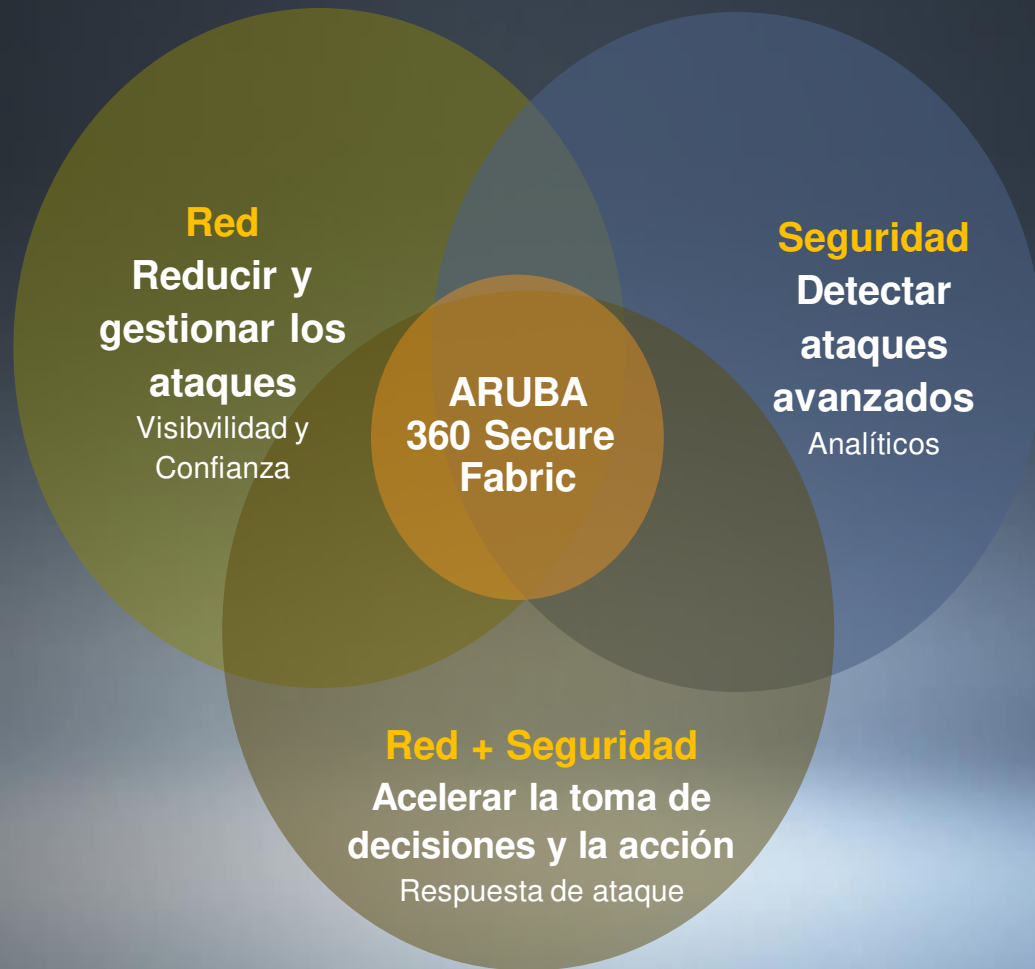 Red
Reducir y
gestionar los
ataques
Visibvilidad y
Confianza
Seguridad
Detectar
ataques
avanzados
Analíticos
ARUBA
360 Secure
Fabric
Red + Seguridad
Acelerar la toma de
decisiones y la acción
Respuesta de ataque